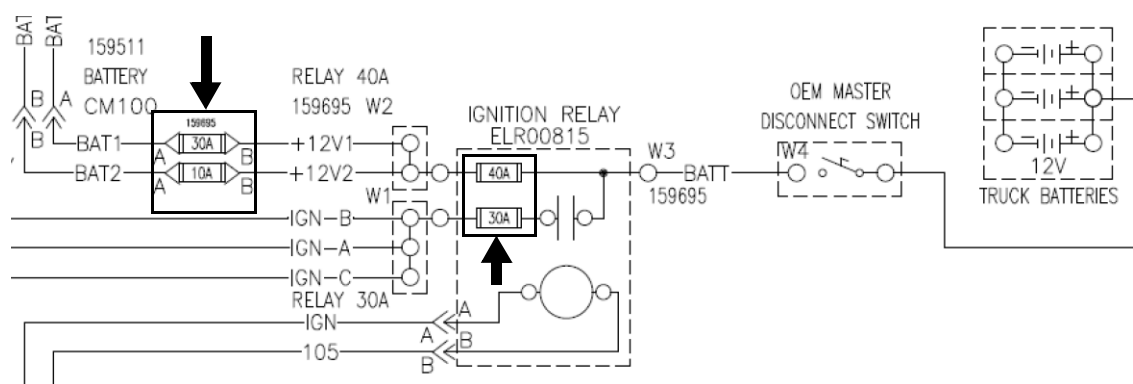 BAT
BAT
159511
BATTERY
CM100
RELAY 40A
159695 W2
IGNITION RELAY
ELR00815
OEM MASTER
DISCONNECT SWITCH
- +
- +
- +
12V
TRUCK BATTERIES
B
A
B
159695
BAT1
A
30A
B
+12V1
BAT2
A
10A
B
+12V2
40A
W3
BATT
159695
W4
W1
IGN-B
30A
IGN-A
IGN-C
RELAY 30A
IGN
A
A
105
B
B